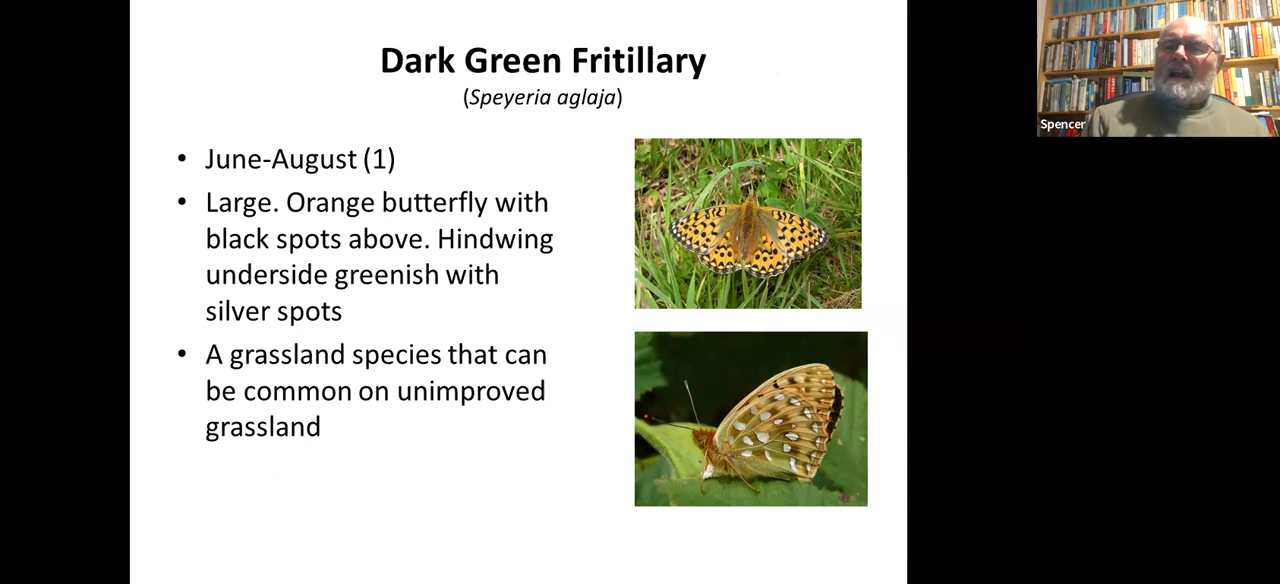 Dark Green Fritillary
(Speyeria aglaja)
• June-August (1)
• Large. Orange butterfly with
black spots above. Hindwing
underside greenish with
silver spots
• A grassland species that can
be common on unimproved
grassland
Spencer